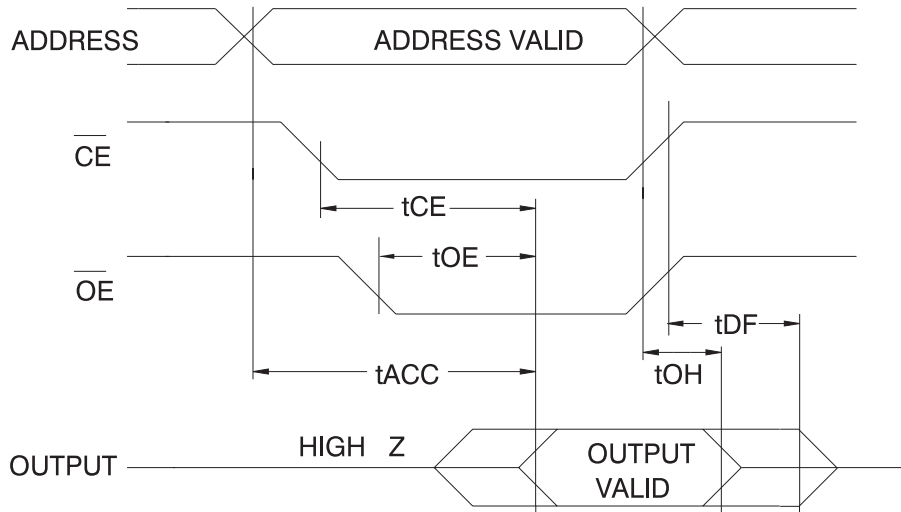 ADDRESS
ADDRESS VALID
CE
tCE
tOE
OE
tDF
tACC
tOH
HIGH Z
OUTPUT
OUTPUT
VALID